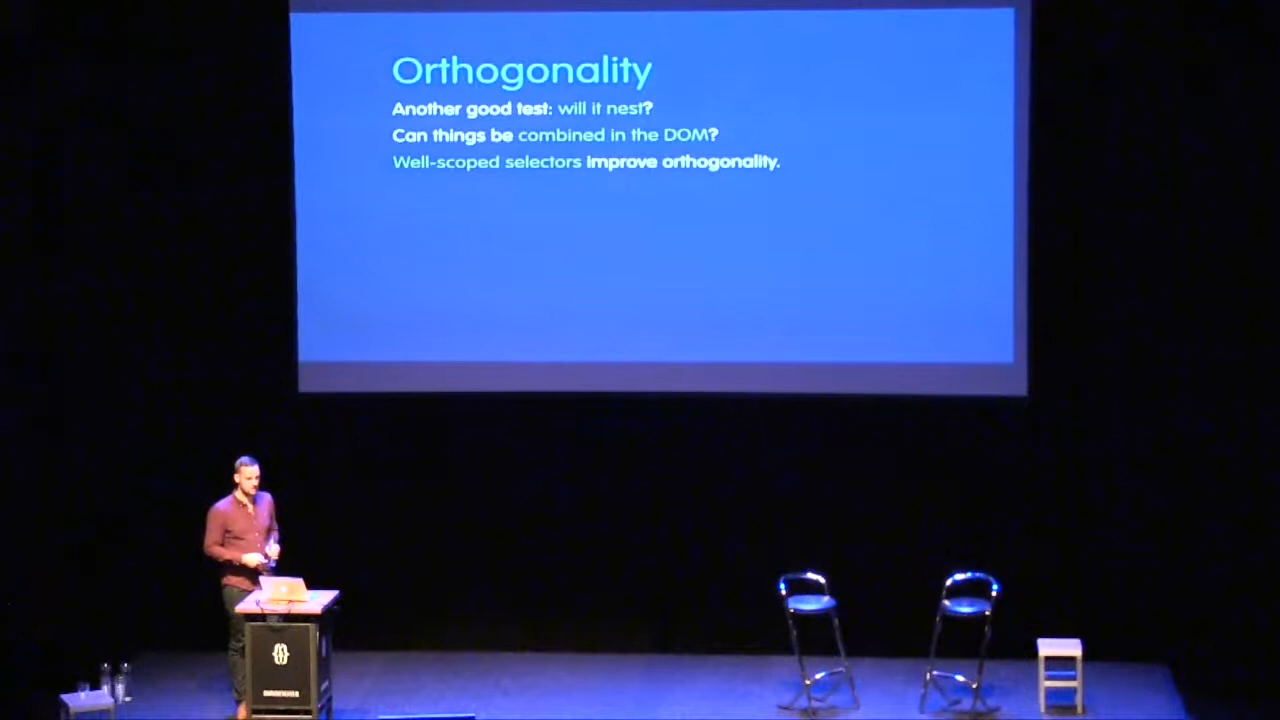 Orthogonality
Another good test: will it nest?
Can things be combined in the DOM?
Well-scoped selectors improve orthogonality.
{}